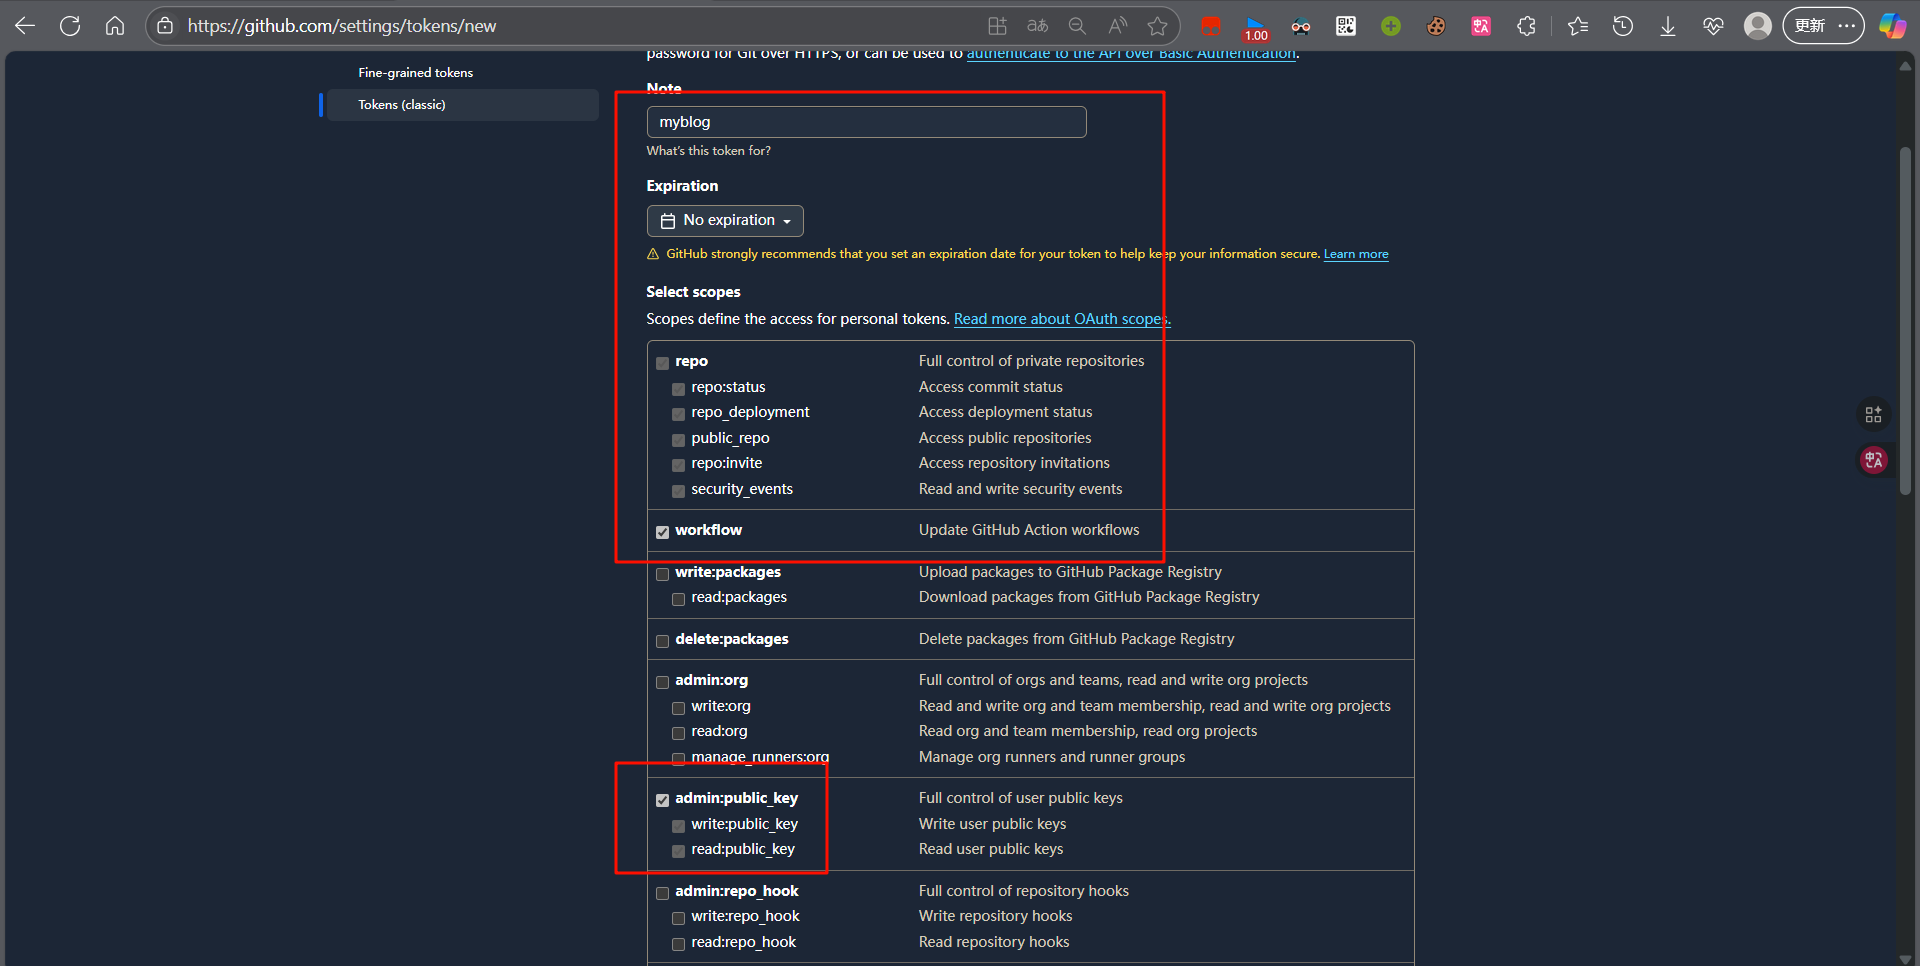 https://github.com/settings/tokens/new
1.00
更新
password for Git over HTTPS, or can be used to authenticate to the API over Basic Authentication.
Fine-grained tokens
Tokens (classic)
Note
myblog
What's this token for?
Expiration
No expiration
GitHub strongly recommends that you set an expiration date for your token to help keep your information secure. Learn more
Select scopes
Scopes define the access for personal tokens. Read more about OAuth scopes.
repo Full control of private repositories
repo:status Access commit status
repo_deployment Access deployment status
public_repo Access public repositories
repo:invite Access repository invitations
security_events Read and write security events
workflow Update GitHub Action workflows
write:packages Upload packages to GitHub Package Registry
read:packages Download packages from GitHub Package Registry
delete:packages Delete packages from GitHub Package Registry
admin:org Full control of orgs and teams, read and write org projects
write:org Read and write org and team membership, read and write org projects
read:org Read org and team membership, read org projects
manage_runners:org Manage org runners and runner groups
admin:public_key Full control of user public keys
write:public_key Write user public keys
read:public_key Read user public keys
admin:repo_hook Full control of repository hooks
write:repo_hook Write repository hooks
read:repo_hook Read repository hooks